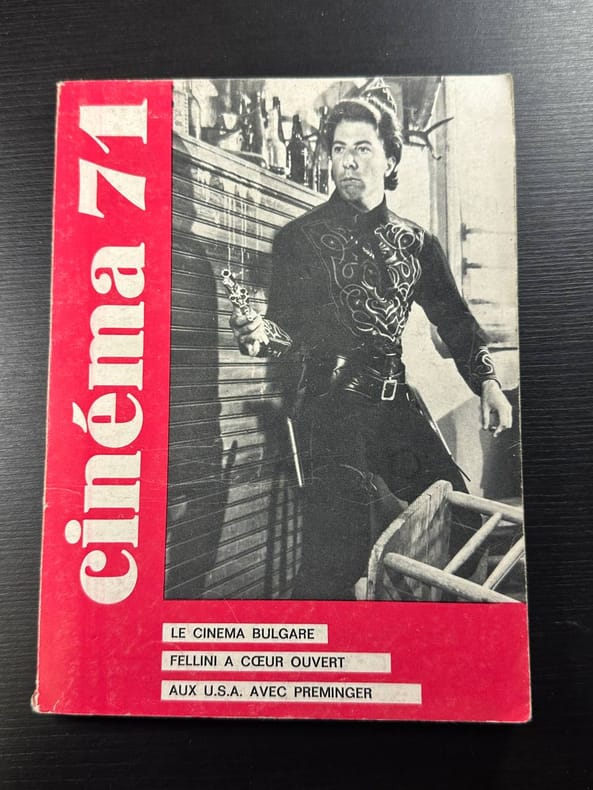 cinéma 71
LE CINEMA BULGARE
FELLINI A CŒUR OUVERT
AUX U.S.A. AVEC PREMINGER